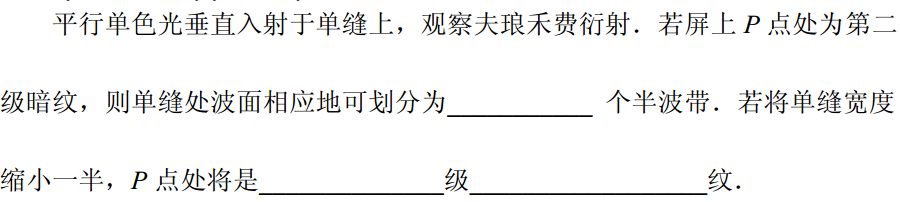 平行单色光垂直入射于单缝上，观察夫琅禾费衍射．若屏上 P 点处为第二
级暗纹，则单缝处波面相应地可划分为___________ 个半波带．若将单缝宽度
缩小一半，P 点处将是______________级__________________纹．